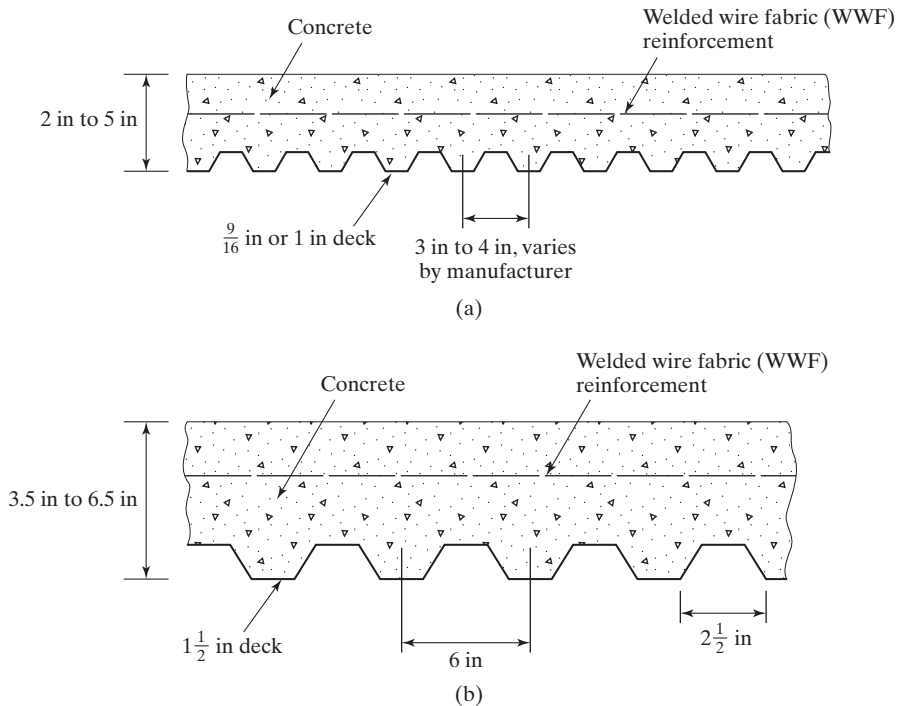 Concrete
Welded wire fabric (WWF)
reinforcement
2 in to 5 in
9/16 in or 1 in deck
3 in to 4 in, varies
by manufacturer
(a)
Concrete
Welded wire fabric (WWF)
reinforcement
3.5 in to 6.5 in
1 1/2 in deck
6 in
2 1/2 in
(b)